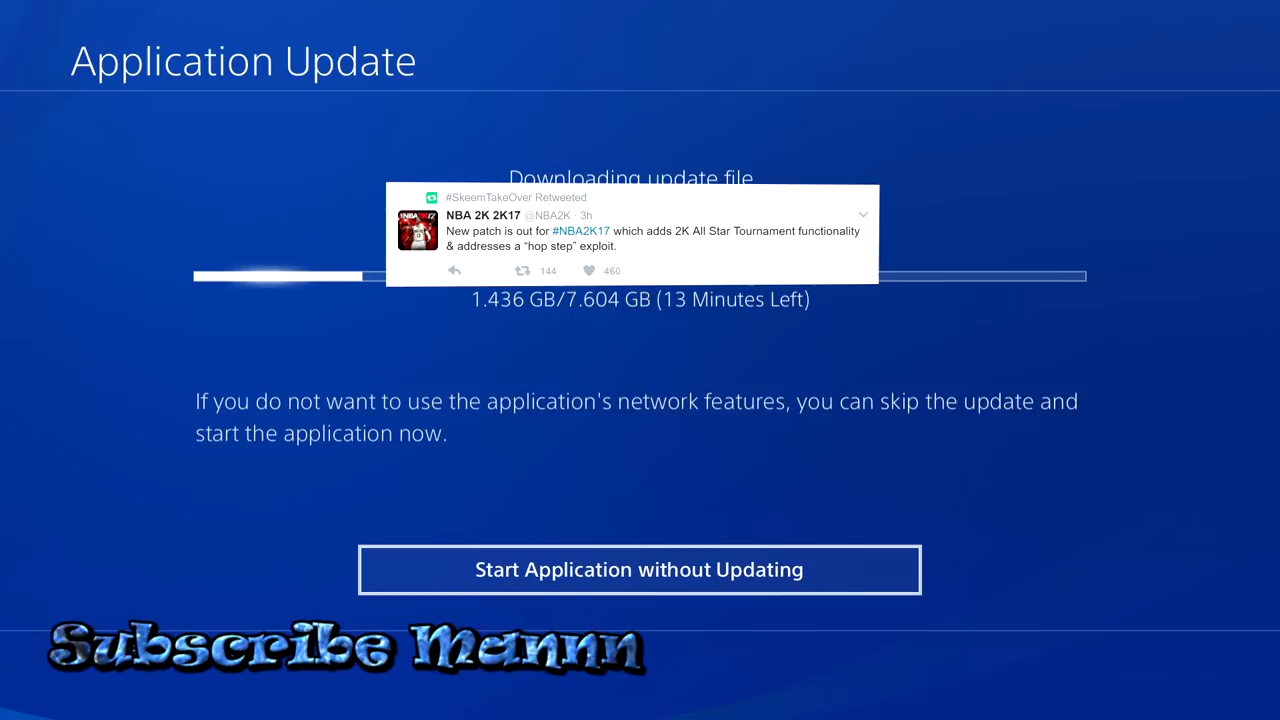 Application Update
Downloading update file
#SkeemTakeOver Retweeted
NBA 2K 2K17 @NBA2K · 3h
New patch is out for #NBA2K17 which adds 2K All Star Tournament functionality
& addresses a “hop step” exploit.
144 460
1.436 GB/7.604 GB (13 Minutes Left)
If you do not want to use the application's network features, you can skip the update and
start the application now.
Start Application without Updating
Subscribe Mannn